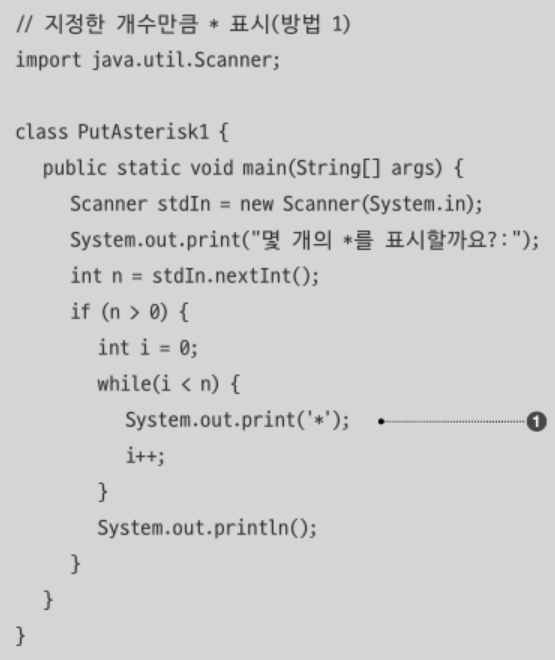 // 지정한 개수만큼 * 표시(방법 1)
import java.util.Scanner;
class PutAsterisk1 {
public static void main(String[] args) {
Scanner stdIn = new Scanner(System.in);
System.out.print("몇 개의 *를 표시할까요?:");
int n = stdIn.nextInt();
if (n > 0) {
int i = 0;
while(i < n) {
System.out.print('*'); ❶
i++;
}
System.out.println();
}
}
}